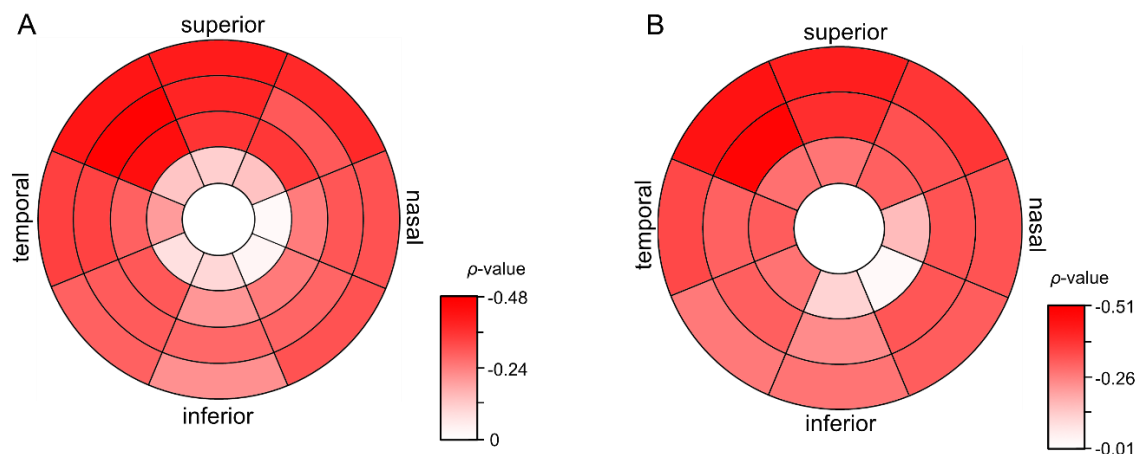 A
superior
temporal
nasal
inferior
ρ-value
-0.48
-0.24
0
B
superior
temporal
nasal
inferior
ρ-value
-0.51
-0.26
-0.01